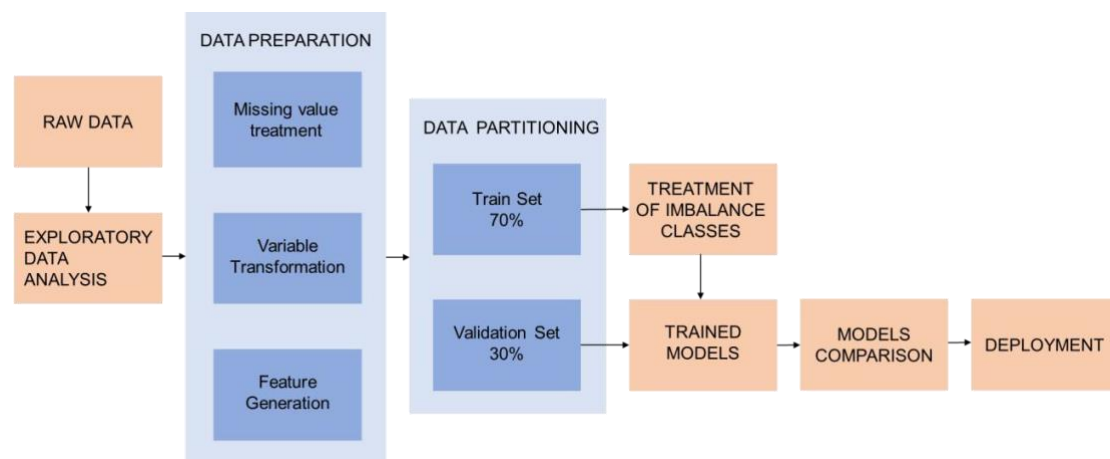 RAW DATA
EXPLORATORY
DATA
ANALYSIS
DATA PREPARATION
Missing value
treatment
Variable
Transformation
Feature
Generation
DATA PARTITIONING
Train Set
70%
Validation Set
30%
TREATMENT
OF IMBALANCE
CLASSES
TRAINED
MODELS
MODELS
COMPARISON
DEPLOYMENT